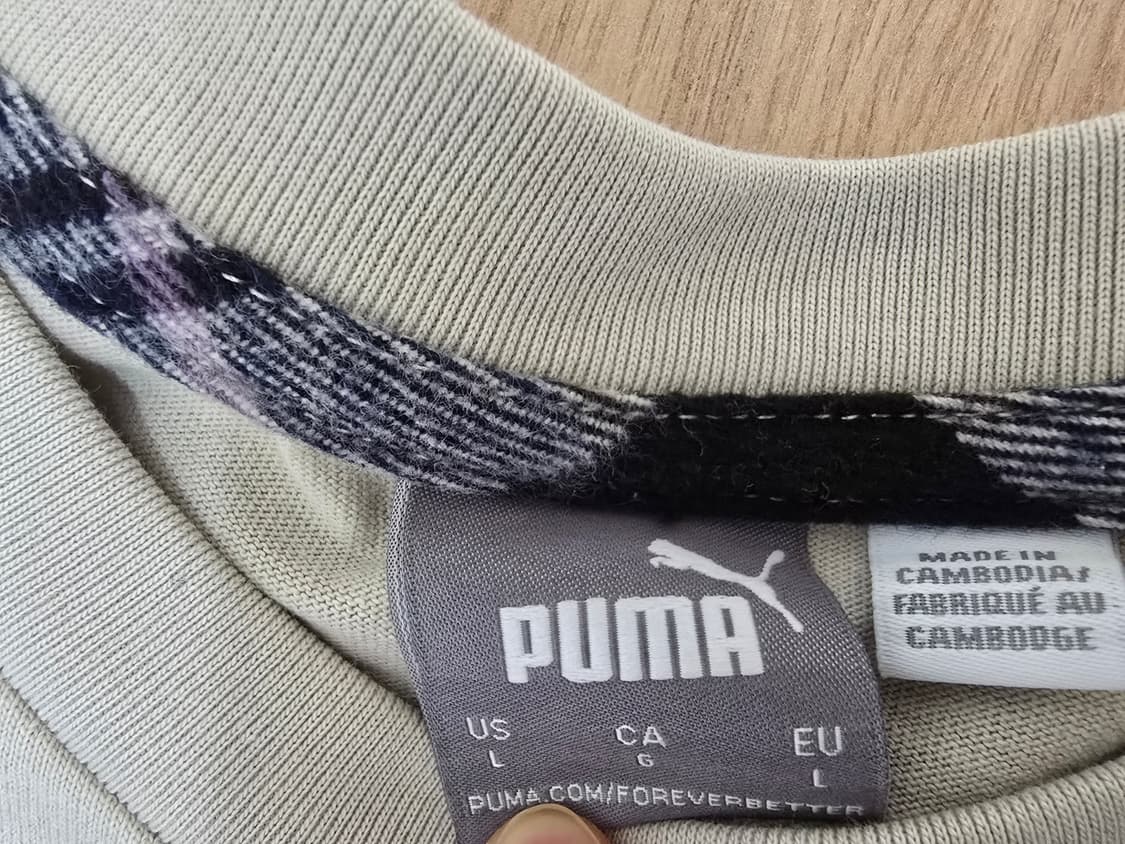 MADE IN
CAMBODIA/
FABRIQUÉ AU
CAMBODGE
PUMA
US CA EU
L G L
PUMA.COM/FOREVERBETTER